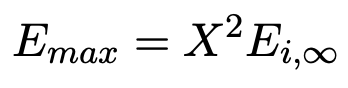 $E_{max} = X^2 E_{i,\infty}$